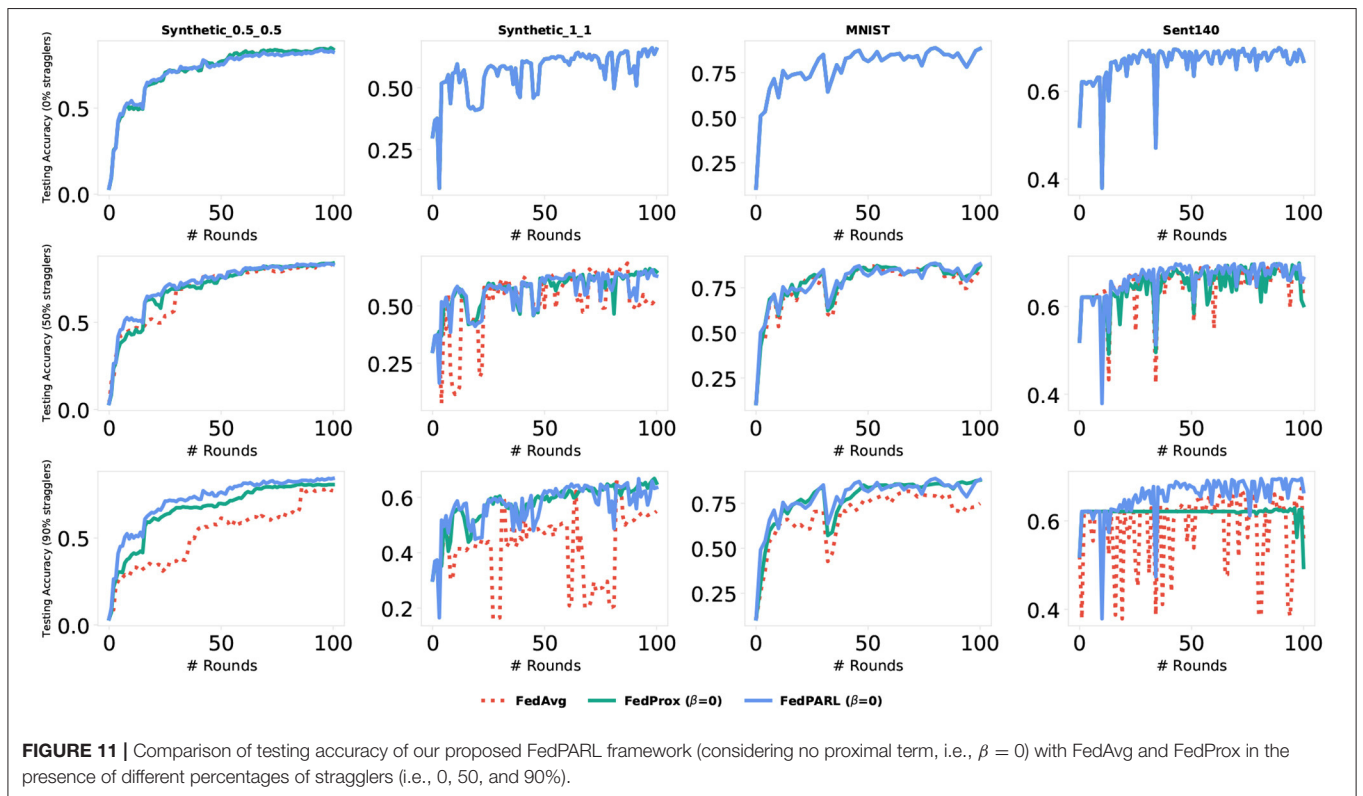 Synthetic_0.5_0.5 Synthetic_1_1 MNIST Sent140
Testing Accuracy (0% stragglers)
0.5
0.0
0 50 100
# Rounds
0.50
0.25
0 50 100
# Rounds
0.75
0.50
0.25
0 50 100
# Rounds
0.6
0.4
0 50 100
# Rounds
Testing Accuracy (50% stragglers)
0.5
0.0
0 50 100
# Rounds
0.50
0.25
0 50 100
# Rounds
0.75
0.50
0.25
0 50 100
# Rounds
0.6
0.4
0 50 100
# Rounds
Testing Accuracy (90% stragglers)
0.5
0.0
0 50 100
# Rounds
0.6
0.4
0.2
0 50 100
# Rounds
0.75
0.50
0.25
0 50 100
# Rounds
0.6
0.4
0 50 100
# Rounds
FedAvg FedProx (β=0) FedPARL (β=0)
FIGURE 11 | Comparison of testing accuracy of our proposed FedPARL framework (considering no proximal term, i.e., β = 0) with FedAvg and FedProx in the
presence of different percentages of stragglers (i.e., 0, 50, and 90%).